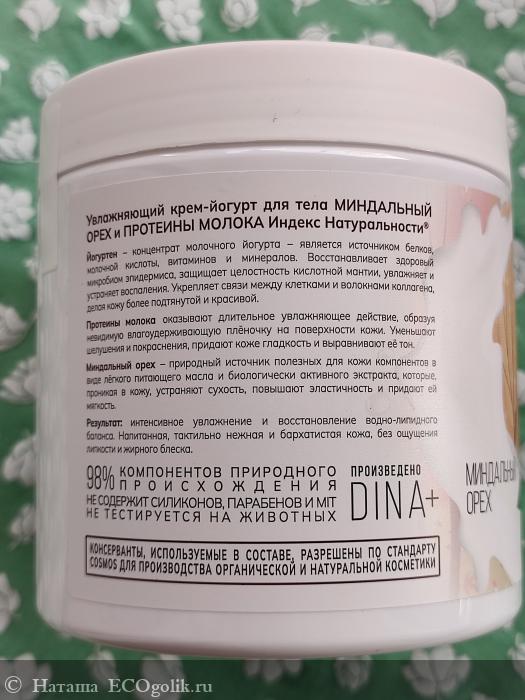 Увлажняющий крем-йогурт для тела МИНДАЛЬНЫЙ
ОРЕХ и ПРОТЕИНЫ МОЛОКА Индекс Натуральности®
Йогуртен – концентрат молочного йогурта – является источником белков,
молочной кислоты, витаминов и минералов. Восстанавливает здоровый
микробиом эпидермиса, защищает целостность кислотной мантии, увлажняет и
устраняет воспаления. Укрепляет связи между клетками и волокнами коллагена,
делая кожу более подтянутой и красивой.
Протеины молока оказывают длительное увлажняющее действие, образуя
невидимую влагоудерживающую плёночку на поверхности кожи. Уменьшают
шелушения и покраснения, придают коже гладкость и выравнивают её тон.
Миндальный орех – природный источник полезных для кожи компонентов в
виде лёгкого питающего масла и биологически активного экстракта, которые,
проникая в кожу, устраняют сухость, повышают эластичность и придают ей
мягкость.
Результат: интенсивное увлажнение и восстановление водно-липидного
баланса. Напитанная, тактильно нежная и бархатистая кожа, без ощущения
липкости и жирного блеска.
98% КОМПОНЕНТОВ ПРИРОДНОГО
ПРОИСХОЖДЕНИЯ
НЕ СОДЕРЖИТ СИЛИКОНОВ, ПАРАБЕНОВ И MIT
НЕ ТЕСТИРУЕТСЯ НА ЖИВОТНЫХ
ПРОИЗВЕДЕНО
DINA+
КОНСЕРВАНТЫ, ИСПОЛЬЗУЕМЫЕ В СОСТАВЕ, РАЗРЕШЕНЫ ПО СТАНДАРТУ
COSMOS ДЛЯ ПРОИЗВОДСТВА ОРГАНИЧЕСКОЙ И НАТУРАЛЬНОЙ КОСМЕТИКИ
МИНДАЛЬНЫЙ
ОРЕХ
© Наташа ECOgolik.ru